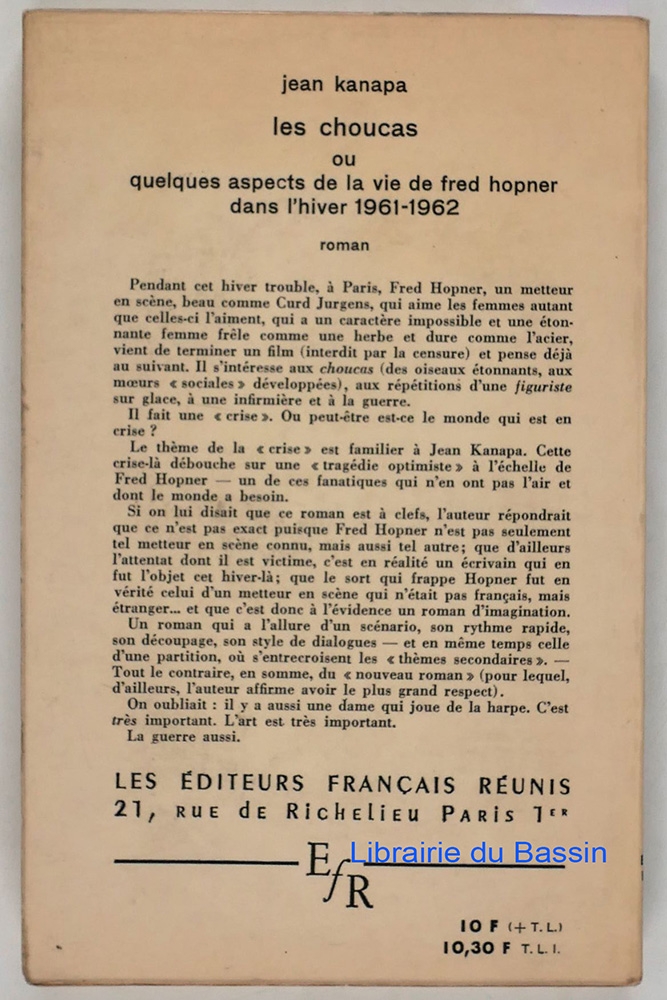 jean kanapa
les choucas
ou
quelques aspects de la vie de fred hopner
dans l'hiver 1961-1962
roman
Pendant cet hiver trouble, à Paris, Fred Hopner, un metteur
en scène, beau comme Curd Jurgens, qui aime les femmes autant
que celles-ci l'aiment, qui a un caractère impossible et une éton-
nante femme frêle comme une herbe et dure comme l'acier,
vient de terminer un film (interdit par la censure) et pense déjà
au suivant. Il s'intéresse aux choucas (des oiseaux étonnants, aux
mœurs « sociales » développées), aux répétitions d'une figuriste
sur glace, à une infirmière et à la guerre.
Il fait une « crise ». Ou peut-être est-ce le monde qui est en
crise ?
Le thème de la « crise » est familier à Jean Kanapa. Cette
crise-là débouche sur une « tragédie optimiste » à l'échelle de
Fred Hopner — un de ces fanatiques qui n'en ont pas l'air et
dont le monde a besoin.
Si on lui disait que ce roman est à clefs, l'auteur répondrait
que ce n'est pas exact puisque Fred Hopner n'est pas seulement
tel metteur en scène connu, mais aussi tel autre ; que d'ailleurs
l'attentat dont il est victime, c'est en réalité un écrivain qui en
fut l'objet cet hiver-là ; que le sort qui frappe Hopner fut en
vérité celui d'un metteur en scène qui n'était pas français, mais
étranger... et que c'est donc à l'évidence un roman d'imagination.
Un roman qui a l'allure d'un scénario, son rythme rapide,
son découpage, son style de dialogues — et en même temps celle
d'une partition, où s'entrecroisent les « thèmes secondaires ». —
Tout le contraire, en somme, du « nouveau roman » (pour lequel,
d'ailleurs, l'auteur affirme avoir le plus grand respect).
On oubliait : il y a aussi une dame qui joue de la harpe. C'est
très important. L'art est très important.
La guerre aussi.
LES ÉDITEURS FRANÇAIS RÉUNIS
21, RUE de RICHELIEU PARIS 1ER
EfR
Librairie du Bassin
10 F (+ T.L.)
10,30 F T.L.I.